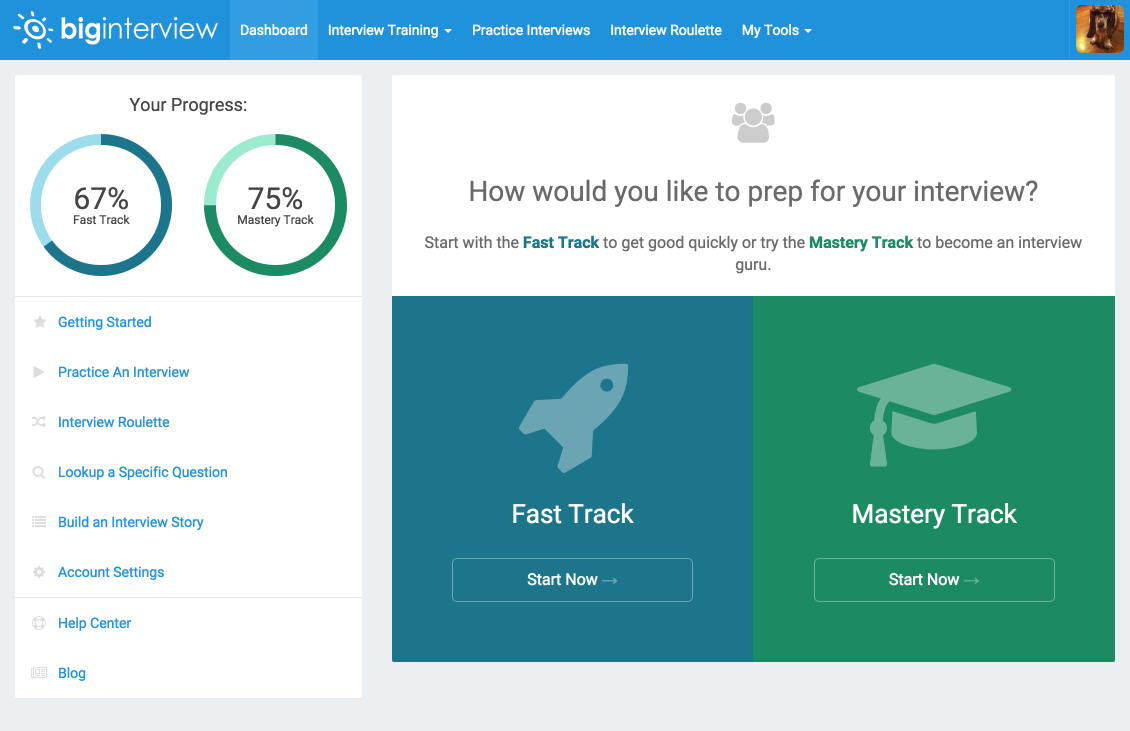 biginterview
Dashboard
Interview Training
Practice Interviews
Interview Roulette
My Tools
Your Progress:
67%
Fast Track
75%
Mastery Track
Getting Started
Practice An Interview
Interview Roulette
Lookup a Specific Question
Build an Interview Story
Account Settings
Help Center
Blog
How would you like to prep for your interview?
Start with the Fast Track to get good quickly or try the Mastery Track to become an interview
guru.
Fast Track
Start Now →
Mastery Track
Start Now →